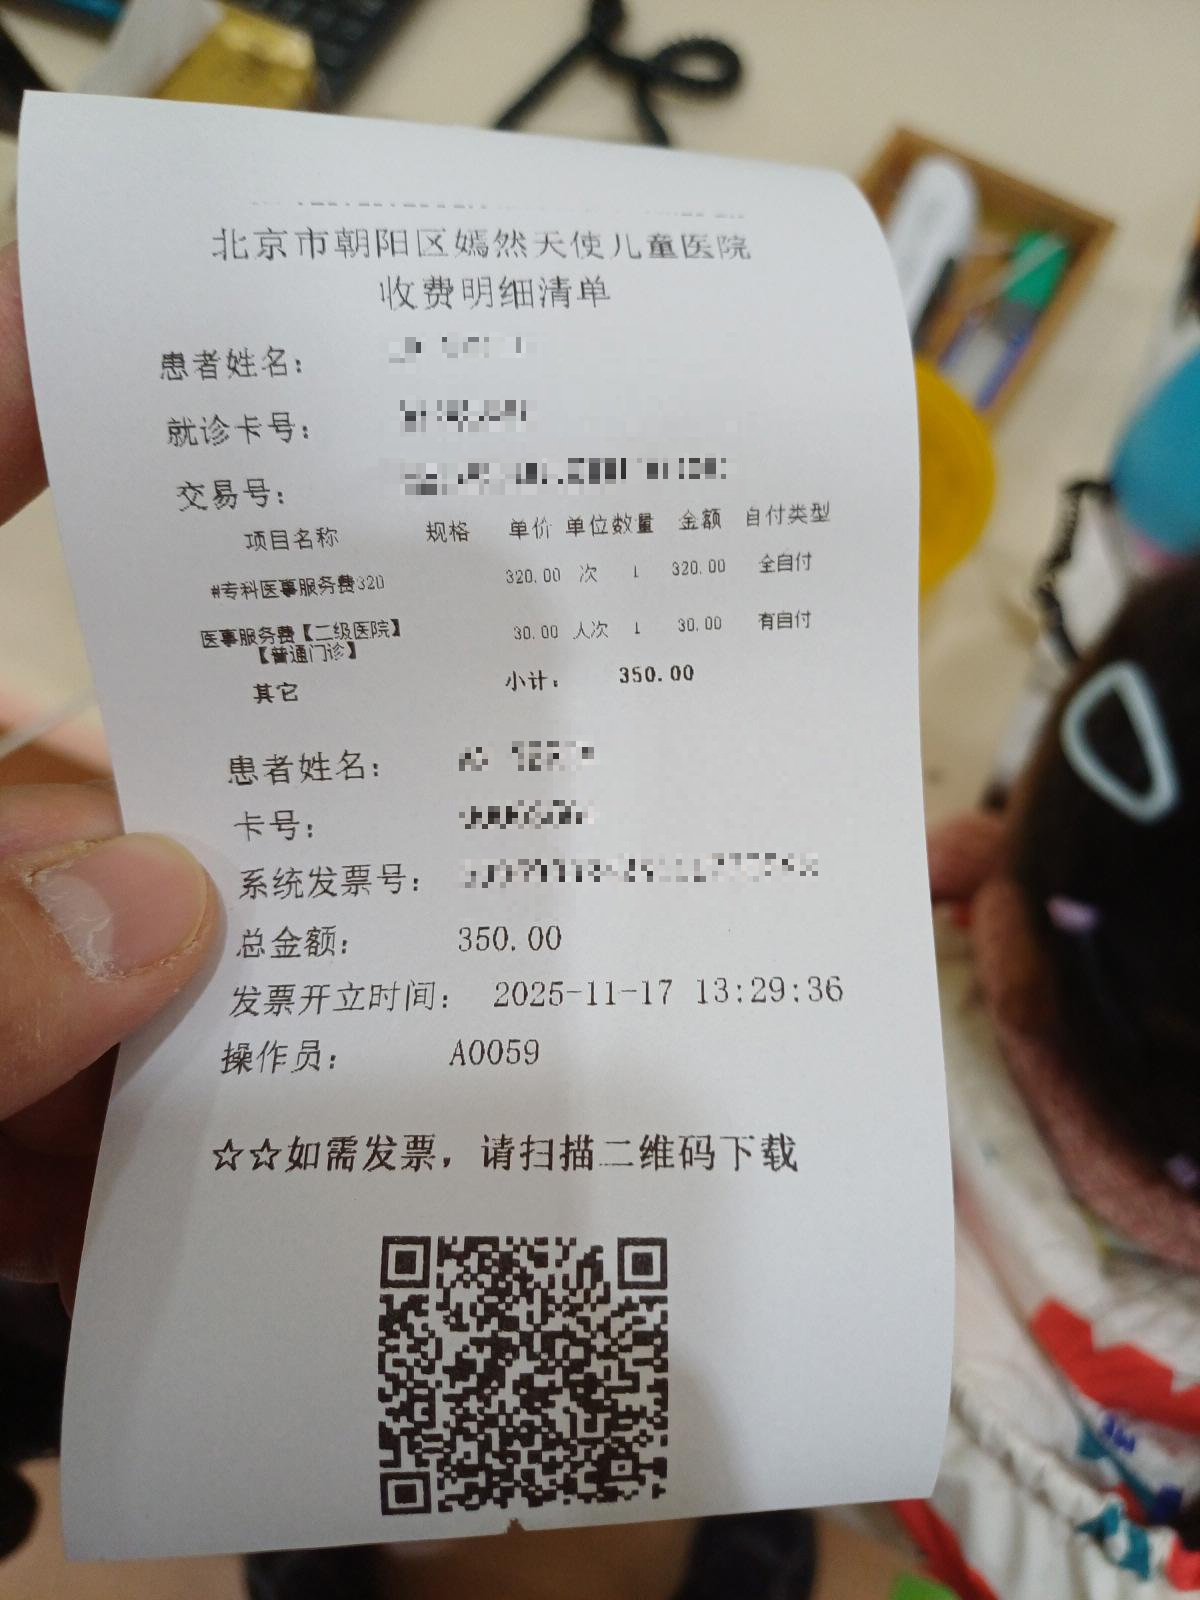 北京市朝阳区嫣然天使儿童医院
收费明细清单
患者姓名：
就诊卡号：
交易号：
项目名称 规格 单价 单位 数量 金额 自付类型
#专科医事服务费320 320.00 次 1 320.00 全自付
医事服务费【二级医院】 30.00 人次 1 30.00 有自付
【普通门诊】
其它 小计： 350.00
患者姓名：
卡号：
系统发票号：
总金额： 350.00
发票开立时间： 2025-11-17 13:29:36
操作员： A0059
☆☆如需发票，请扫描二维码下载